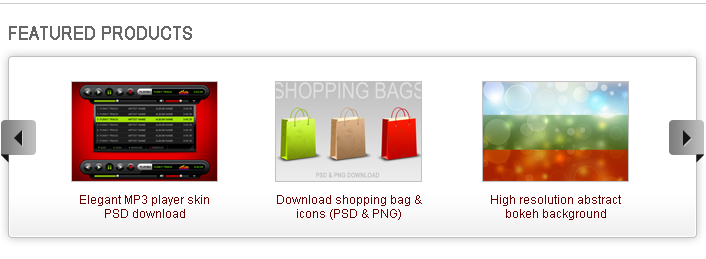 FEATURED PRODUCTS
SHOPPING BAGS
PSD & PNG DOWNLOAD
Elegant MP3 player skin
PSD download
Download shopping bag &
icons (PSD & PNG)
High resolution abstract
bokeh background